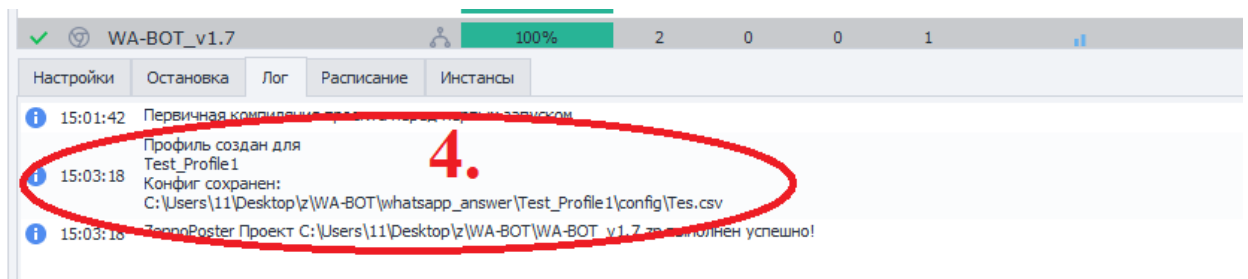 WA-BOT_v1.7 100% 2 0 0 1
Настройки Остановка Лог Расписание Инстансы
15:01:42 Первичная компиляция проекта перед первым запуском
Профиль создан для
Test_Profile1
15:03:18 Конфиг сохранен:
C:\Users\11\Desktop\z\WA-BOT\whatsapp_answer\Test_Profile1\config\Tes.csv
4.
15:03:18 ZennoPoster Проект C:\Users\11\Desktop\z\WA-BOT\WA-BOT_v1.7.zp выполнен успешно!